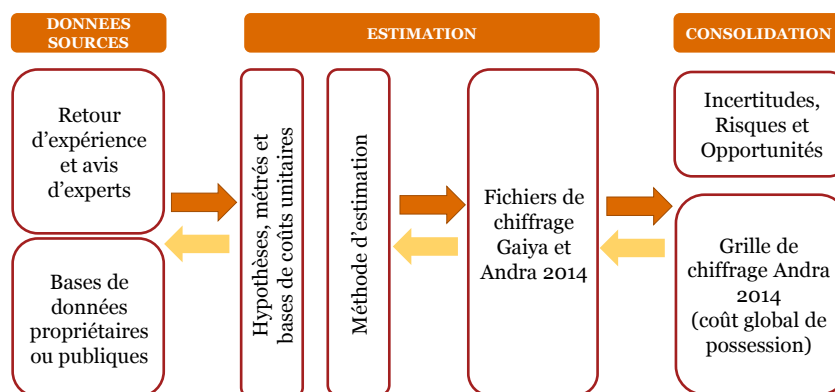 DONNEES
SOURCES
ESTIMATION
CONSOLIDATION
Retour
d'expérience
et avis
d'experts
Bases de
données
propriétaires
ou publiques
Hypothèses, métrés et
bases de coûts unitaires
Méthode d'estimation
Fichiers de
chiffrage
Gaiya et
Andra 2014
Incertitudes,
Risques et
Opportunités
Grille de
chiffrage Andra
2014
(coût global de
possession)